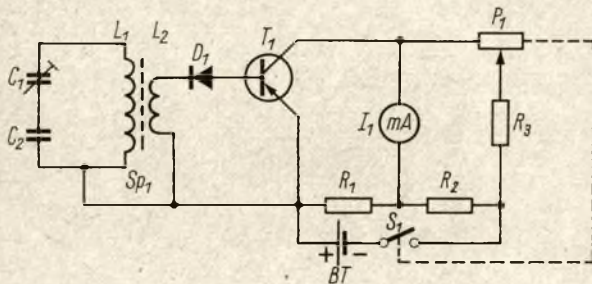 L1 L2 T1 P1
D1
C1
I1 mA R3
C2
Sp1 R1 R2
S1
+ −
BT